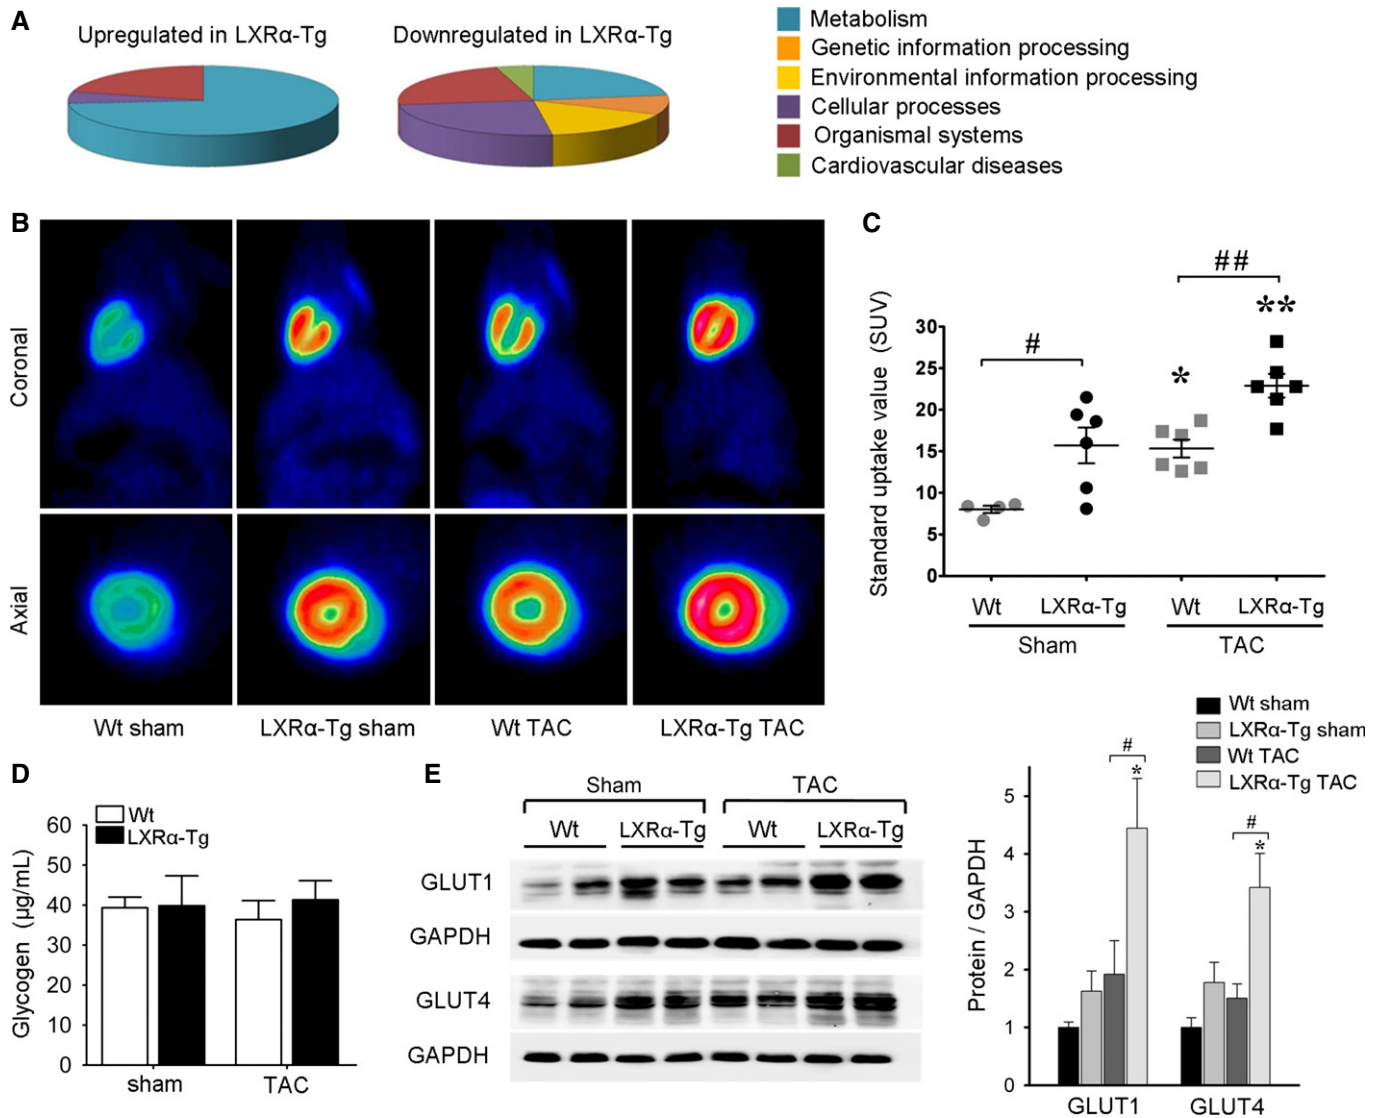 A
Upregulated in LXRα-Tg
Downregulated in LXRα-Tg
Metabolism
Genetic information processing
Environmental information processing
Cellular processes
Organismal systems
Cardiovascular diseases
B
Coronal
Axial
Wt sham
LXRα-Tg sham
Wt TAC
LXRα-Tg TAC
C
Standard uptake value (SUV)
30
25
20
15
10
5
0
#
*
##
**
Wt
LXRα-Tg
Wt
LXRα-Tg
Sham
TAC
D
Wt
LXRα-Tg
Glycogen (µg/mL)
60
50
40
30
20
10
0
sham
TAC
E
Sham
TAC
Wt
LXRα-Tg
Wt
LXRα-Tg
GLUT1
GAPDH
GLUT4
GAPDH
Wt sham
LXRα-Tg sham
Wt TAC
LXRα-Tg TAC
Protein / GAPDH
5
4
3
2
1
0
#
*
#
*
GLUT1
GLUT4